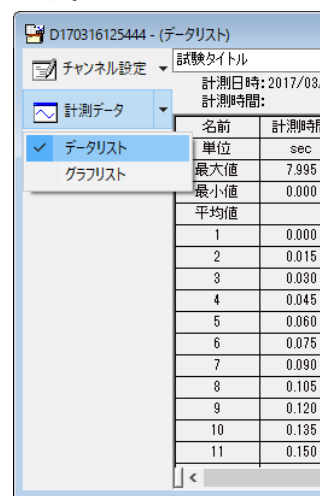 D170316125444 - (データリスト)
チャンネル設定
計測データ
データリスト
グラフリスト
試験タイトル
計測日時: 2017/03
計測時間:
名前 計測時間
単位 sec
最大値 7.995
最小値 0.000
平均値
1 0.000
2 0.015
3 0.030
4 0.045
5 0.060
6 0.075
7 0.090
8 0.105
9 0.120
10 0.135
11 0.150